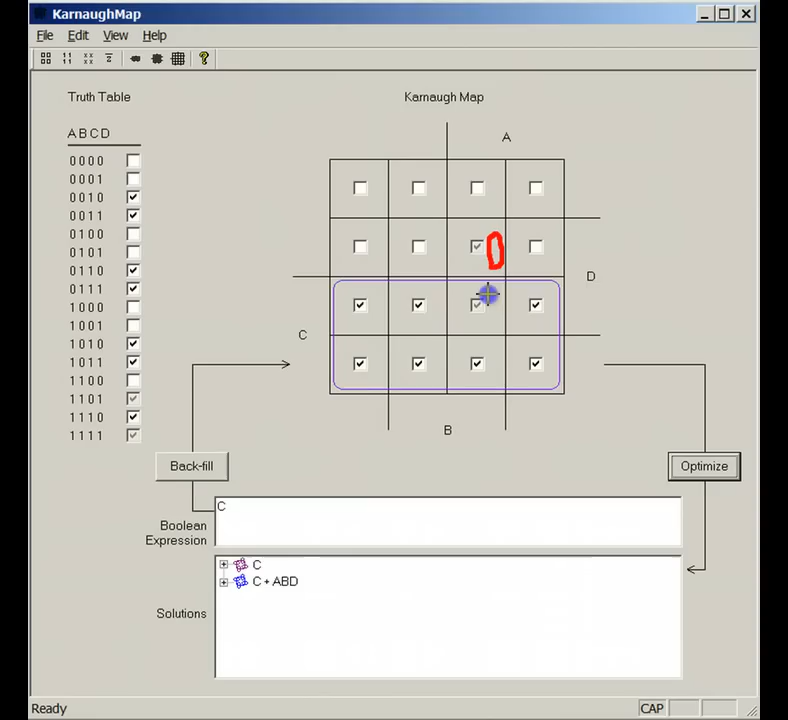 KarnaughMap
File Edit View Help
Truth Table
Karnaugh Map
A B C D
A
0 0 0 0
0 0 0 1
0 0 1 0
0 0 1 1
0 1 0 0
0 1 0 1
0 1 1 0
0 1 1 1
1 0 0 0
1 0 0 1
1 0 1 0
1 0 1 1
1 1 0 0
1 1 0 1
1 1 1 0
1 1 1 1
D
C
B
Back-fill
Optimize
Boolean
Expression
C
Solutions
C
C + ABD
Ready
CAP